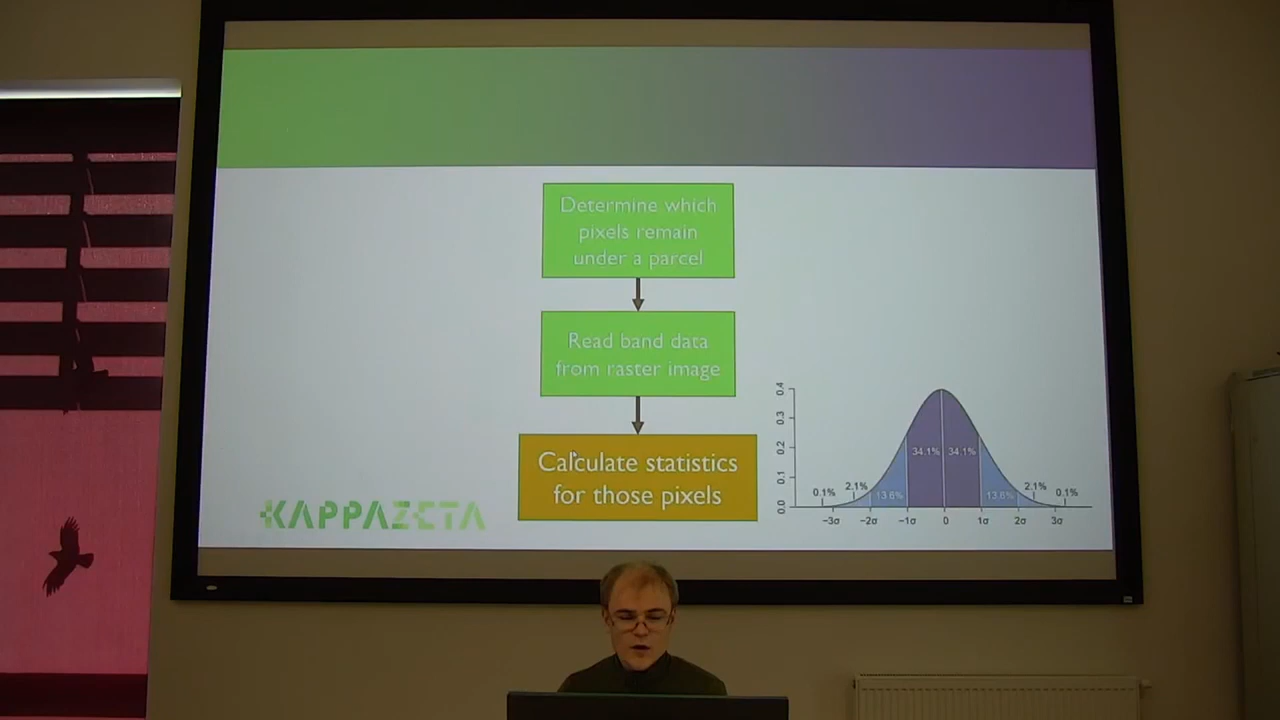 Determine which
pixels remain
under a parcel
Read band data
from raster image
Calculate statistics
for those pixels
KAPPAZETA
0.4
0.3
0.2
0.1
0.0
34.1% 34.1%
0.1% 2.1% 13.6% 13.6% 2.1% 0.1%
−3σ −2σ −1σ 0 1σ 2σ 3σ